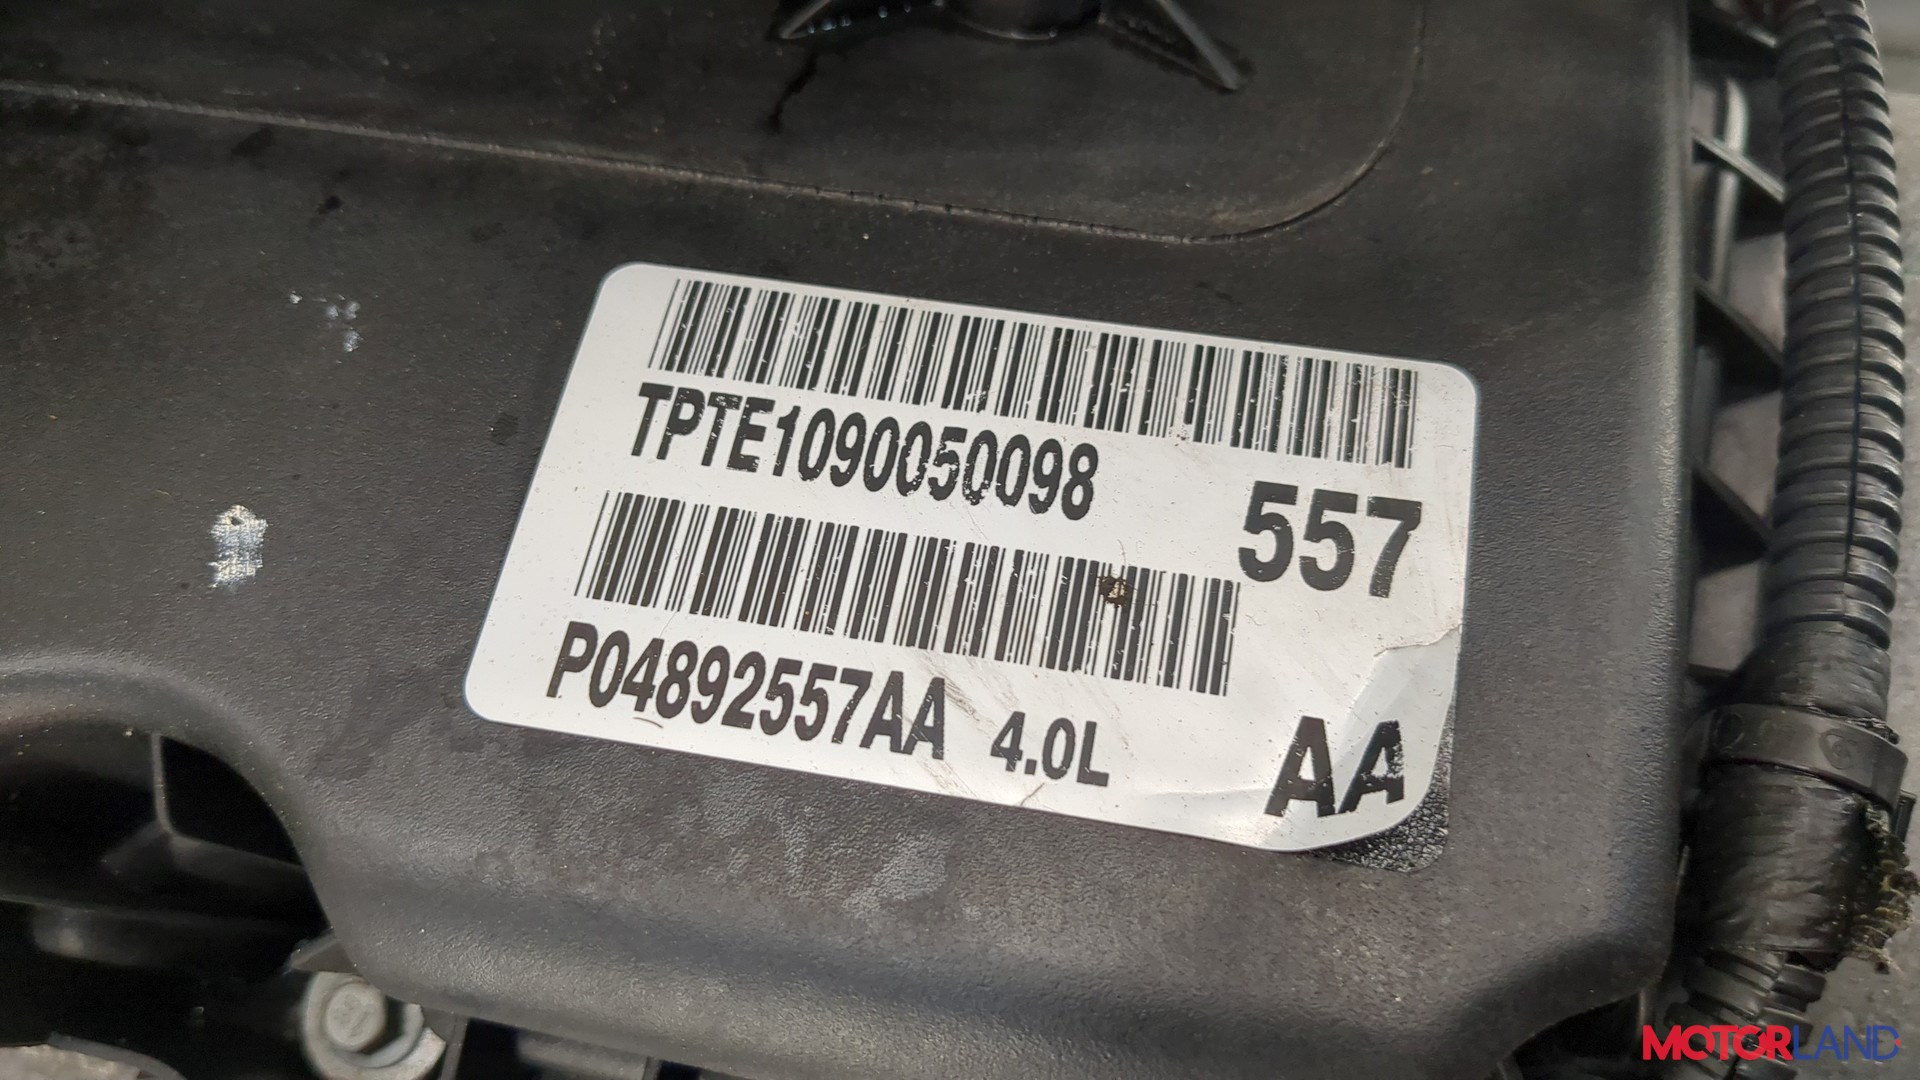 TPTE1090050098
557
P04892557AA 4.0L
AA
MOTORLAND